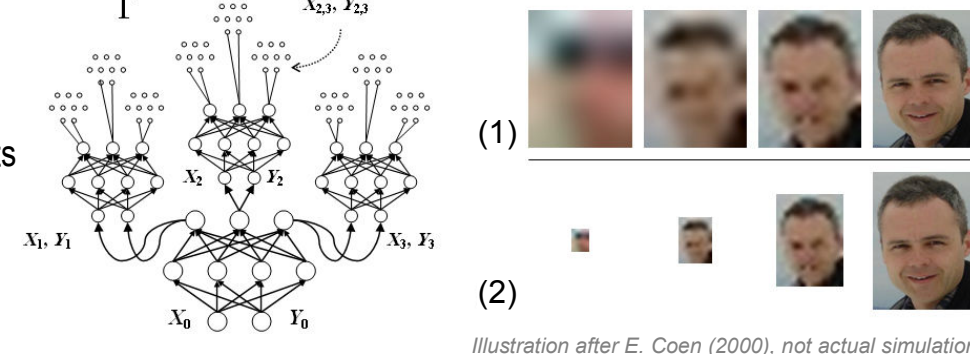 X2,3, Y2,3
(1)
X2 Y2
X1, Y1
X3, Y3
(2)
X0 Y0
Illustration after E. Coen (2000), not actual simulation